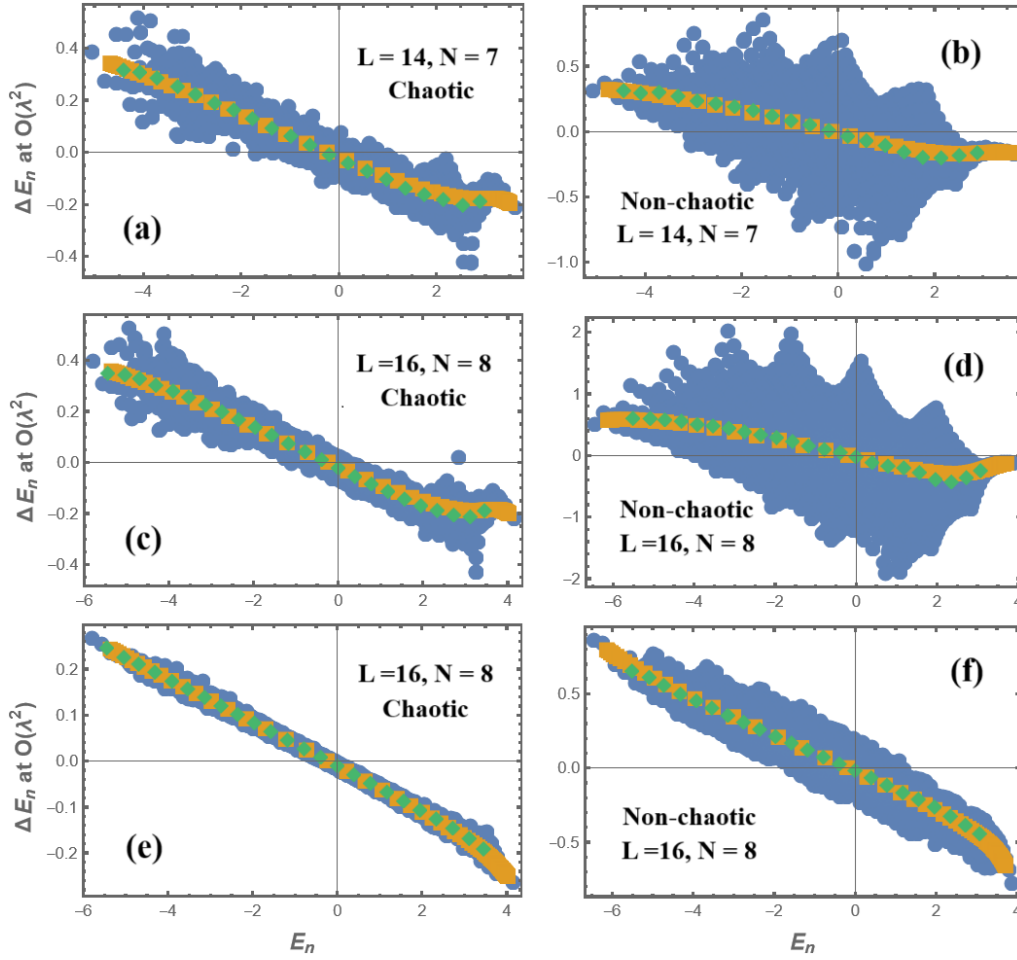 L = 14, N = 7
Chaotic
(a)
ΔEn at O(λ²)
0.4
0.2
0.0
−0.2
−0.4
−4
−2
0
2
(b)
Non-chaotic
L = 14, N = 7
0.5
0.0
−0.5
−1.0
−4
−2
0
2
L =16, N = 8
Chaotic
(c)
ΔEn at O(λ²)
0.4
0.2
0.0
−0.2
−0.4
−6
−4
−2
0
2
4
(d)
Non-chaotic
L =16, N = 8
2
1
0
−1
−2
−6
−4
−2
0
2
4
L =16, N = 8
Chaotic
(e)
ΔEn at O(λ²)
0.2
0.1
0.0
−0.1
−0.2
−6
−4
−2
0
2
4
En
(f)
Non-chaotic
L =16, N = 8
0.5
0.0
−0.5
−6
−4
−2
0
2
4
En